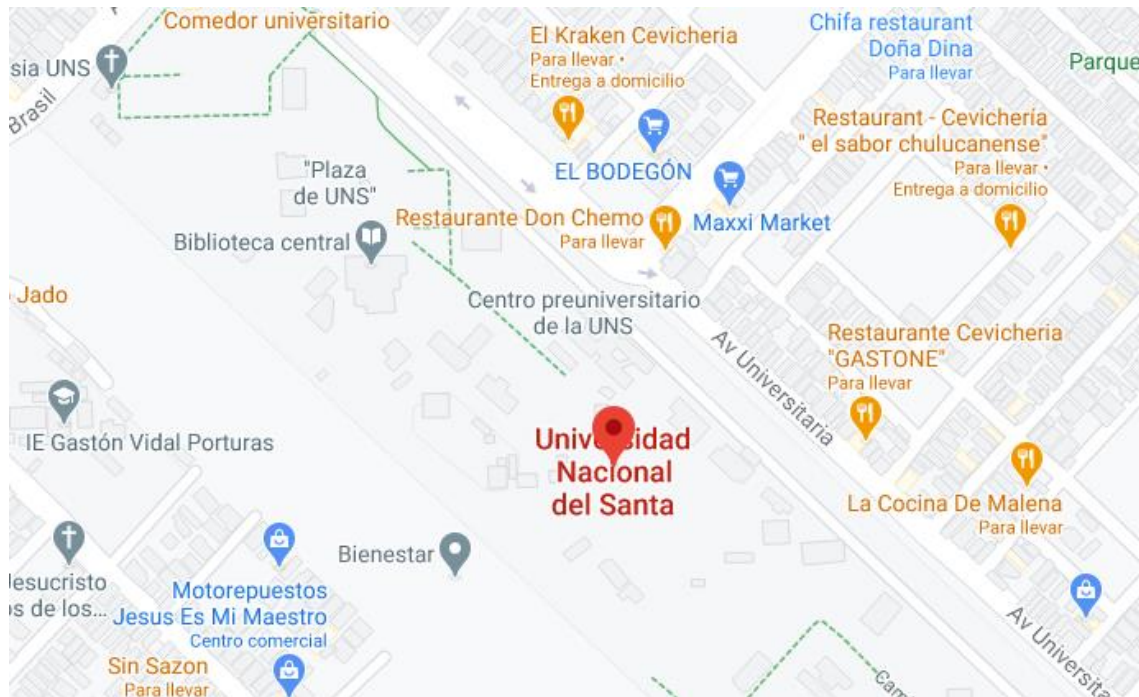 Comedor universitario
sia UNS
Brasil
El Kraken Cevicheria
Para llevar •
Entrega a domicilio
Chifa restaurant
Doña Dina
Para llevar
Parque
Restaurant - Cevichería
" el sabor chulucanense"
Para llevar •
Entrega a domicilio
EL BODEGÓN
"Plaza
de UNS"
Restaurante Don Chemo
Para llevar
Maxxi Market
Biblioteca central
Jado
Centro preuniversitario
de la UNS
Av Universitaria
Restaurante Cevicheria
"GASTONE"
Para llevar
IE Gastón Vidal Porturas
Universidad
Nacional
del Santa
La Cocina De Malena
Para llevar
Bienestar
Jesucristo
os de los...
Motorepuestos
Jesus Es Mi Maestro
Centro comercial
Av Universita
Sin Sazon
Para llevar